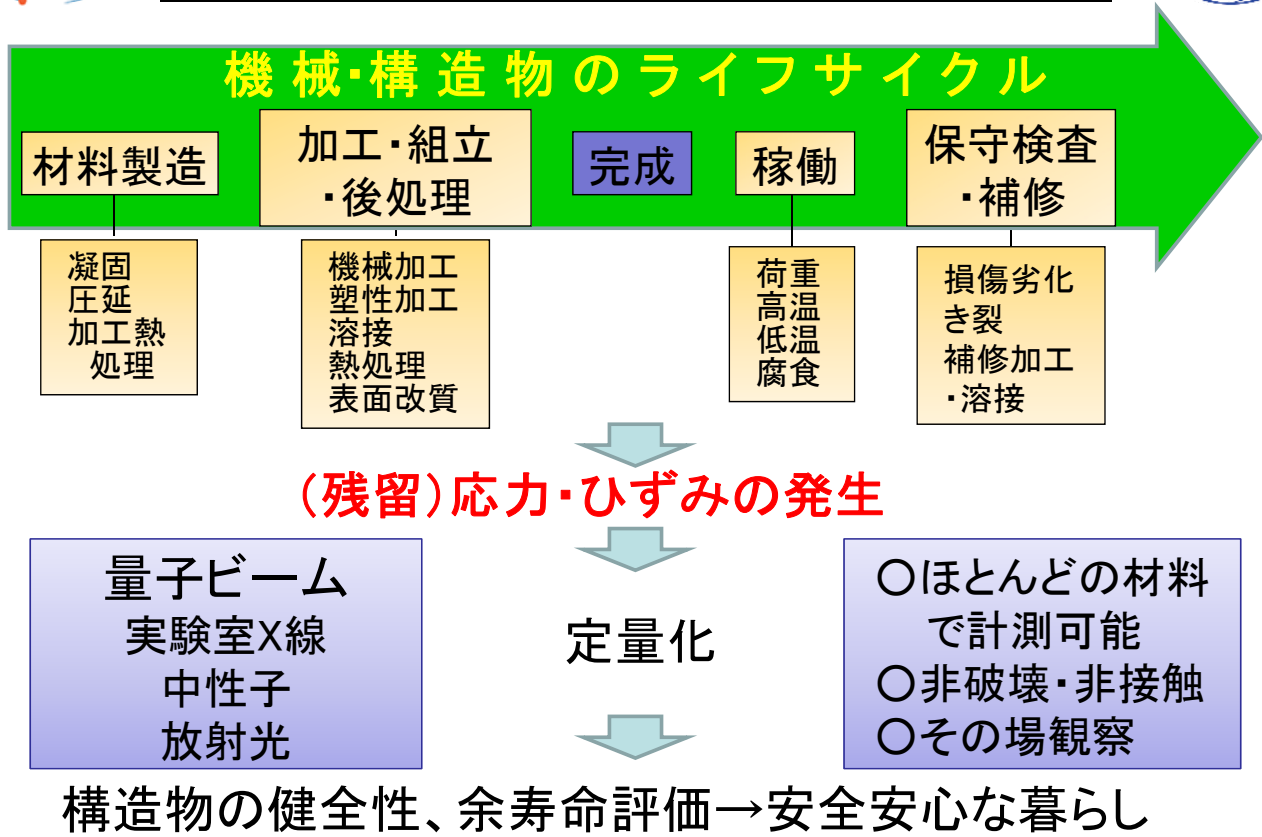 機械・構造物のライフサイクル
材料製造
加工・組立
・後処理
完成
稼働
保守検査
・補修
凝固
圧延
加工熱
処理
機械加工
塑性加工
溶接
熱処理
表面改質
荷重
高温
低温
腐食
損傷劣化
き裂
補修加工
・溶接
（残留）応力・ひずみの発生
量子ビーム
実験室X線
中性子
放射光
定量化
〇ほとんどの材料
で計測可能
〇非破壊・非接触
〇その場観察
構造物の健全性、余寿命評価→安全安心な暮らし